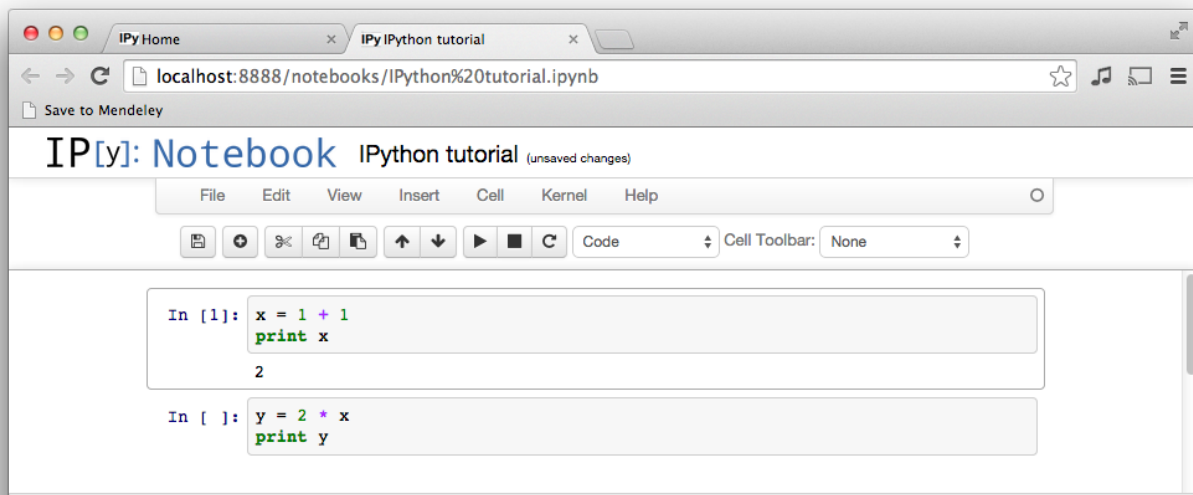 IPy Home × IPy IPython tutorial ×
localhost:8888/notebooks/IPython%20tutorial.ipynb
Save to Mendeley
IP[y]: Notebook IPython tutorial (unsaved changes)
File Edit View Insert Cell Kernel Help
Code Cell Toolbar: None
In [1]: x = 1 + 1
print x
2
In [ ]: y = 2 * x
print y